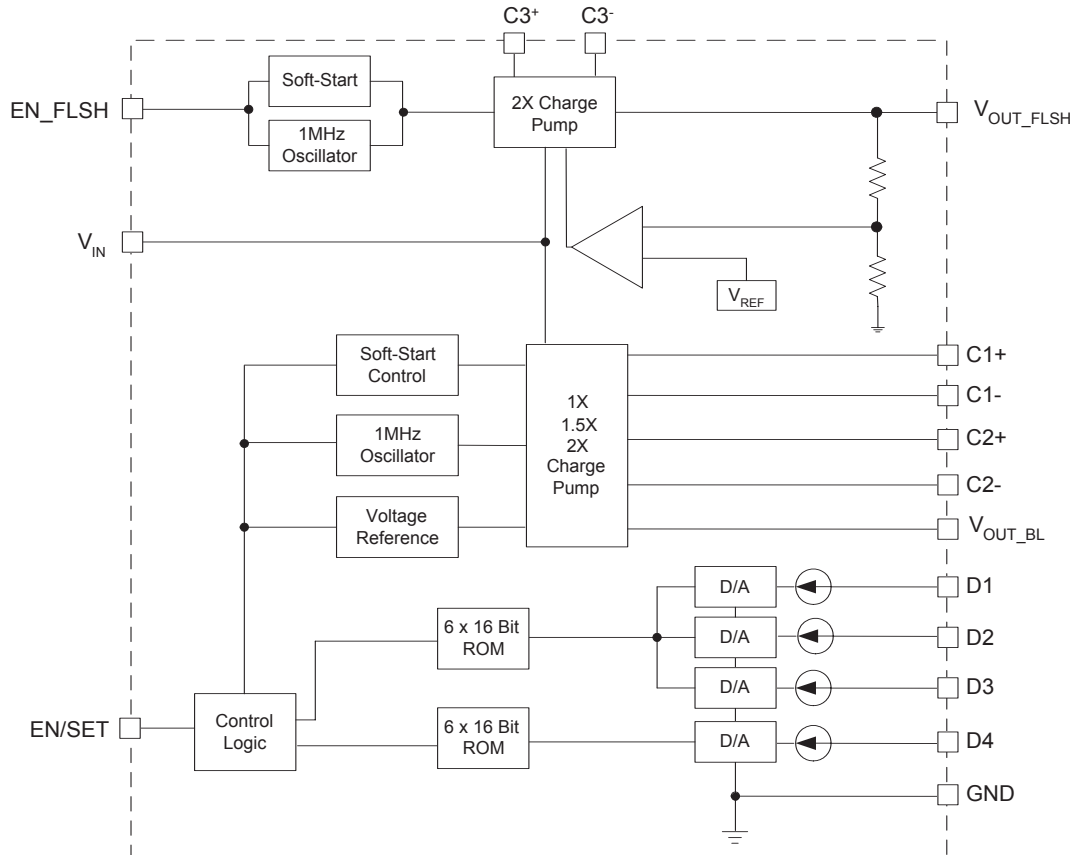 C3+ C3-
EN_FLSH
Soft-Start
1MHz
Oscillator
2X Charge
Pump
VOUT_FLSH
VIN
VREF
Soft-Start
Control
1MHz
Oscillator
Voltage
Reference
1X
1.5X
2X
Charge
Pump
C1+
C1-
C2+
C2-
VOUT_BL
D/A
D1
D/A
D2
D/A
D3
D/A
D4
6 x 16 Bit
ROM
6 x 16 Bit
ROM
EN/SET
Control
Logic
GND